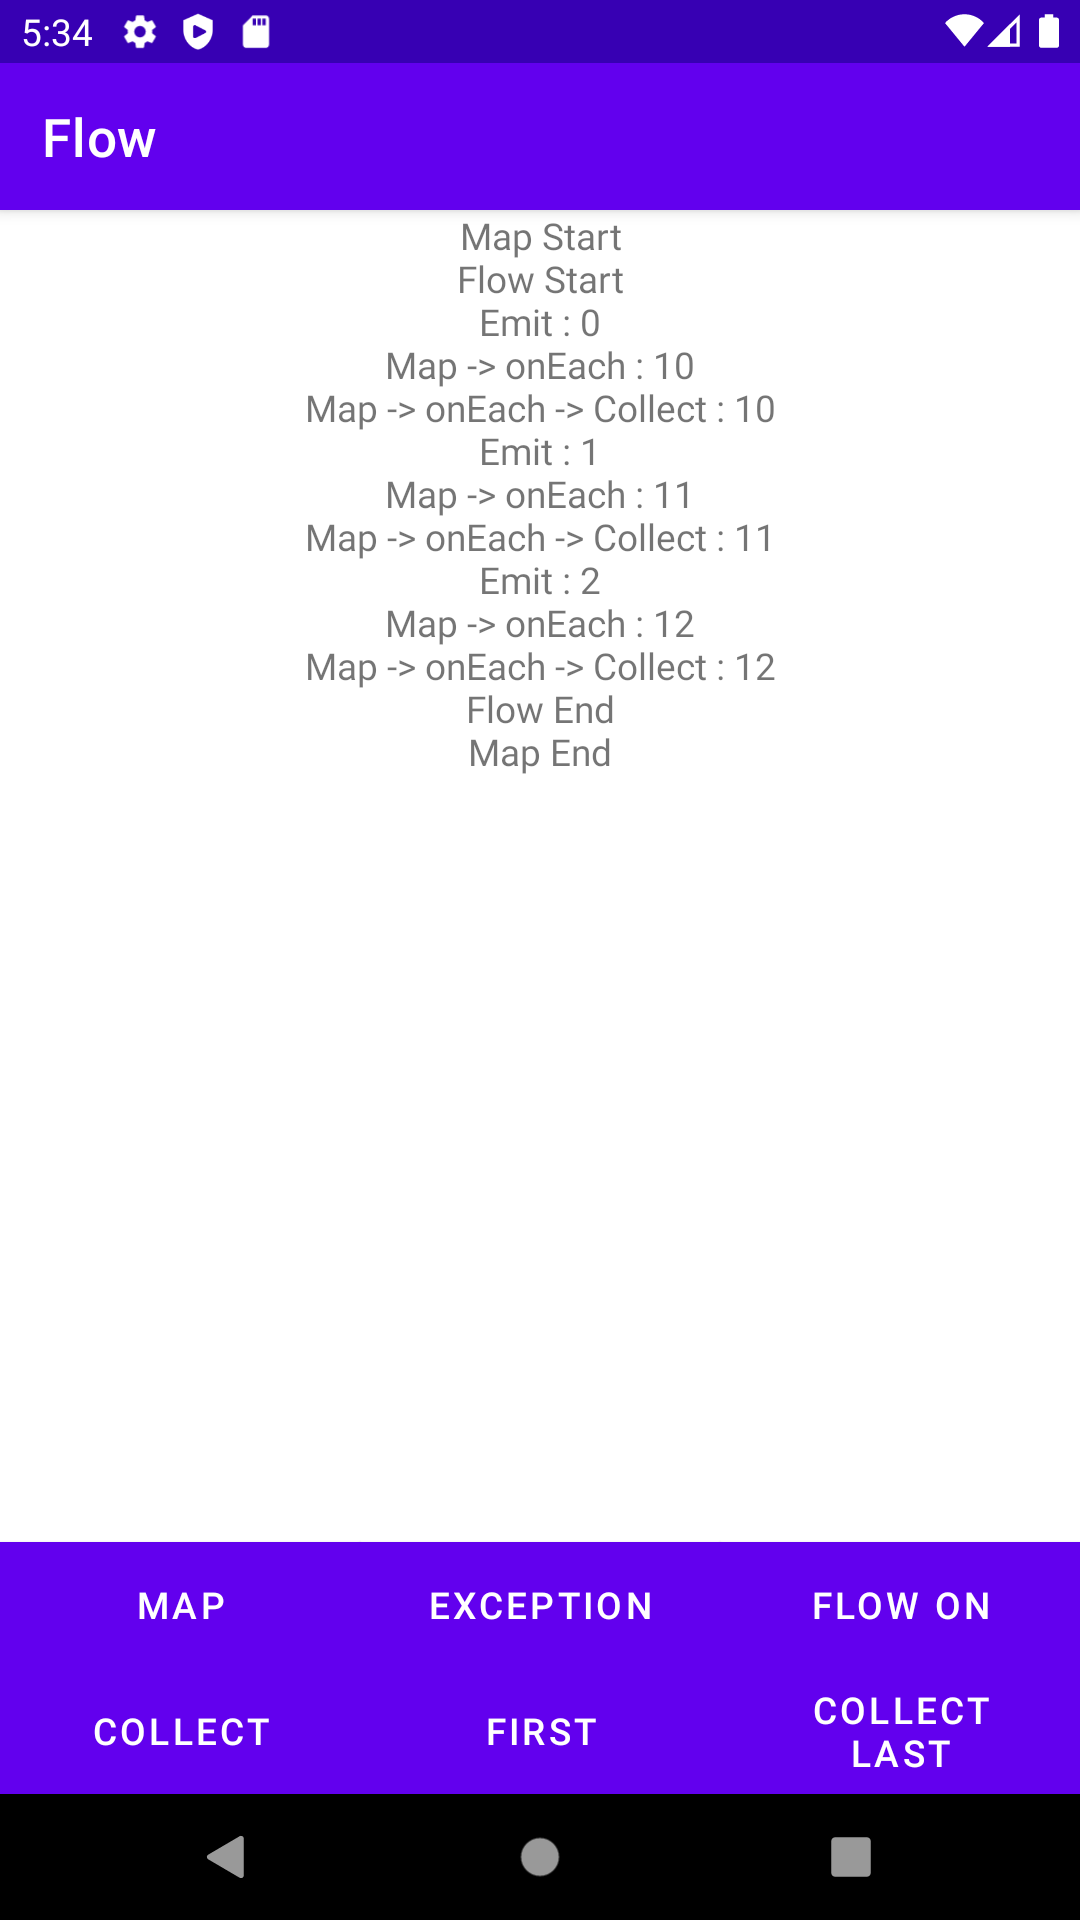 5:34
Flow
Map Start
Flow Start
Emit : 0
Map -> onEach : 10
Map -> onEach -> Collect : 10
Emit : 1
Map -> onEach : 11
Map -> onEach -> Collect : 11
Emit : 2
Map -> onEach : 12
Map -> onEach -> Collect : 12
Flow End
Map End
MAP EXCEPTION FLOW ON
COLLECT FIRST COLLECT
LAST